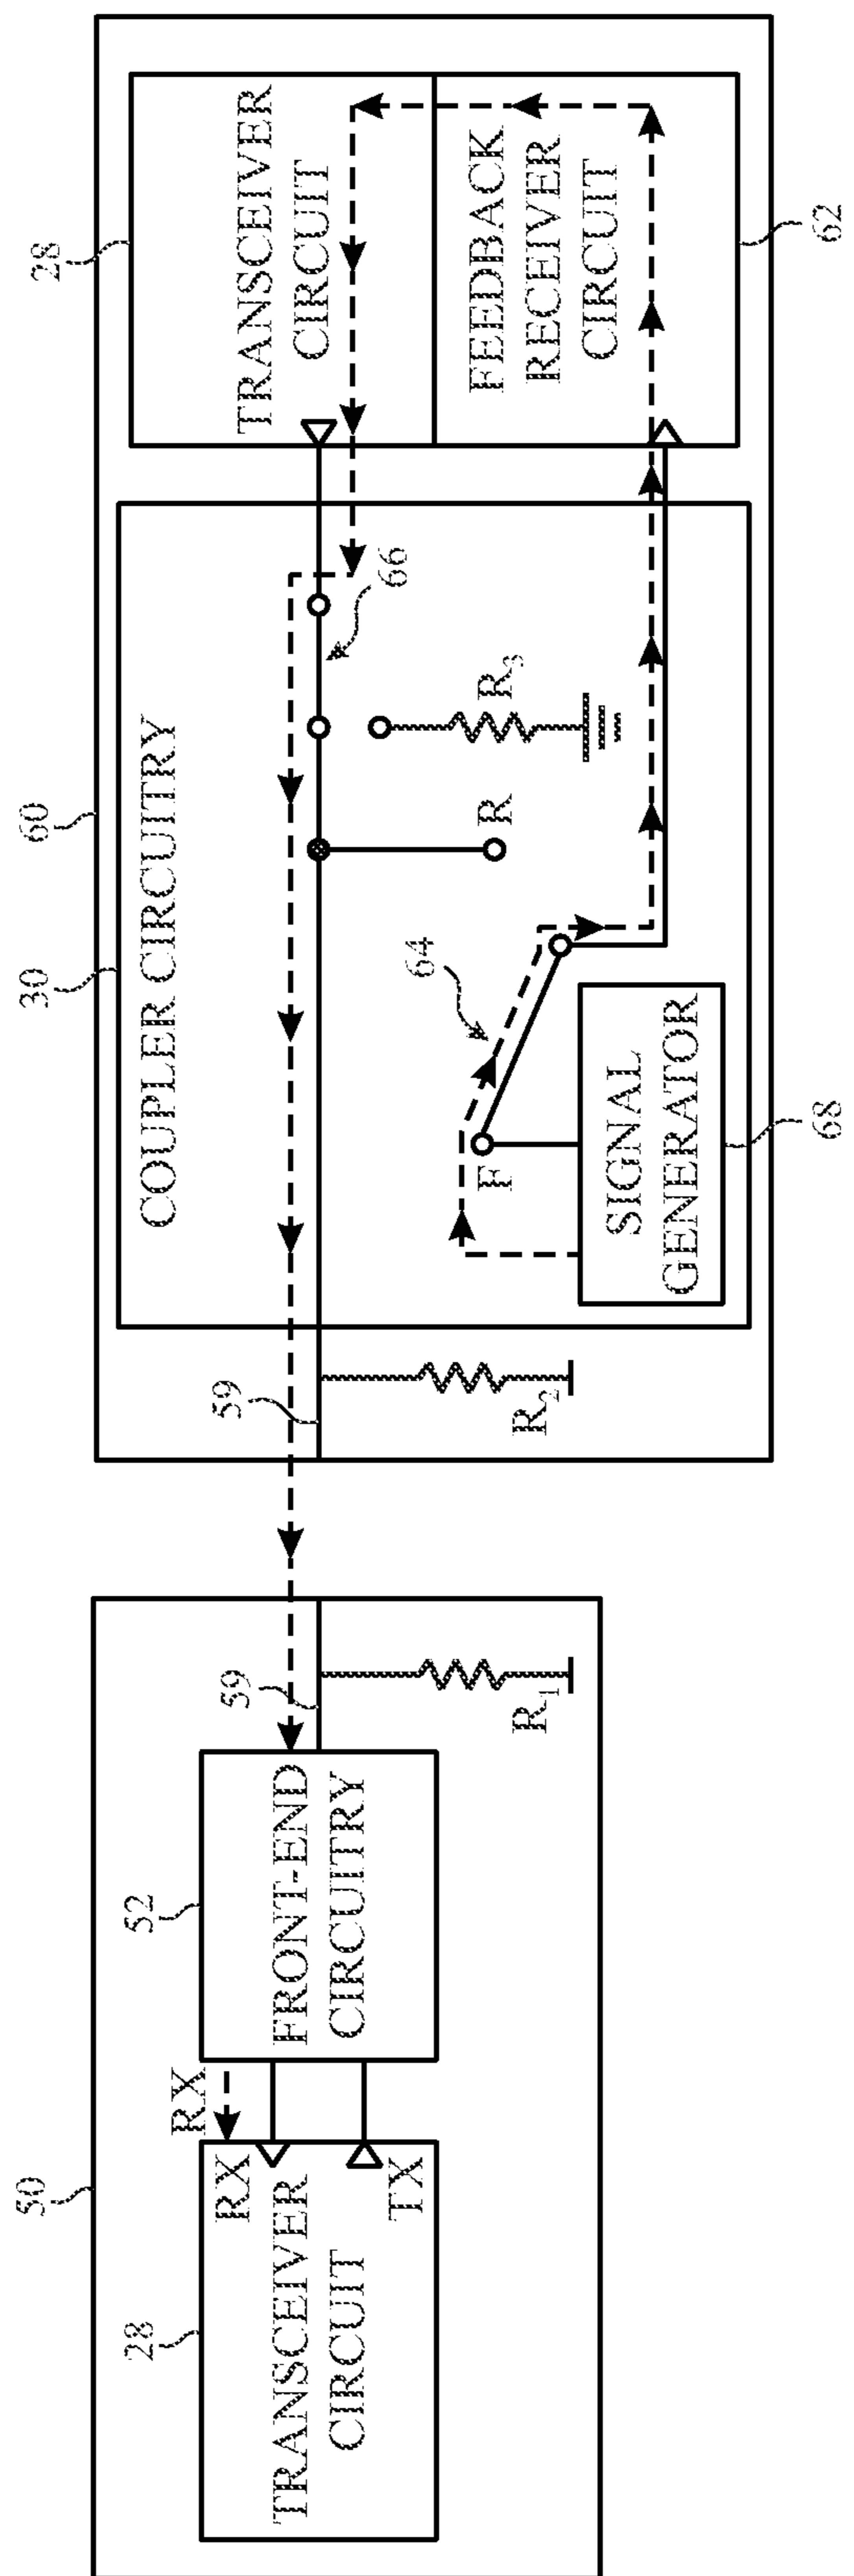 50
28
TRANSCEIVER
CIRCUIT
RX
TX
RX
52
FRONT-END
CIRCUITRY
59
R1
60
30
COUPLER CIRCUITRY
59
R2
F
64
R
R3
66
SIGNAL
GENERATOR
68
28
TRANSCEIVER
CIRCUIT
FEEDBACK
RECEIVER
CIRCUIT
62